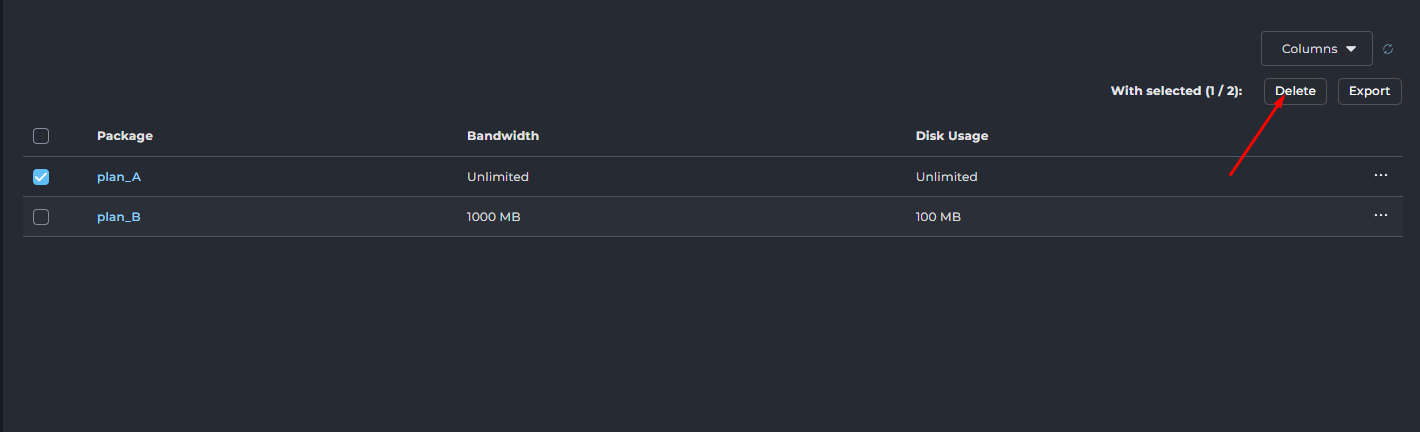 Columns
With selected (1 / 2): Delete Export
Package Bandwidth Disk Usage
plan_A Unlimited Unlimited
plan_B 1000 MB 100 MB